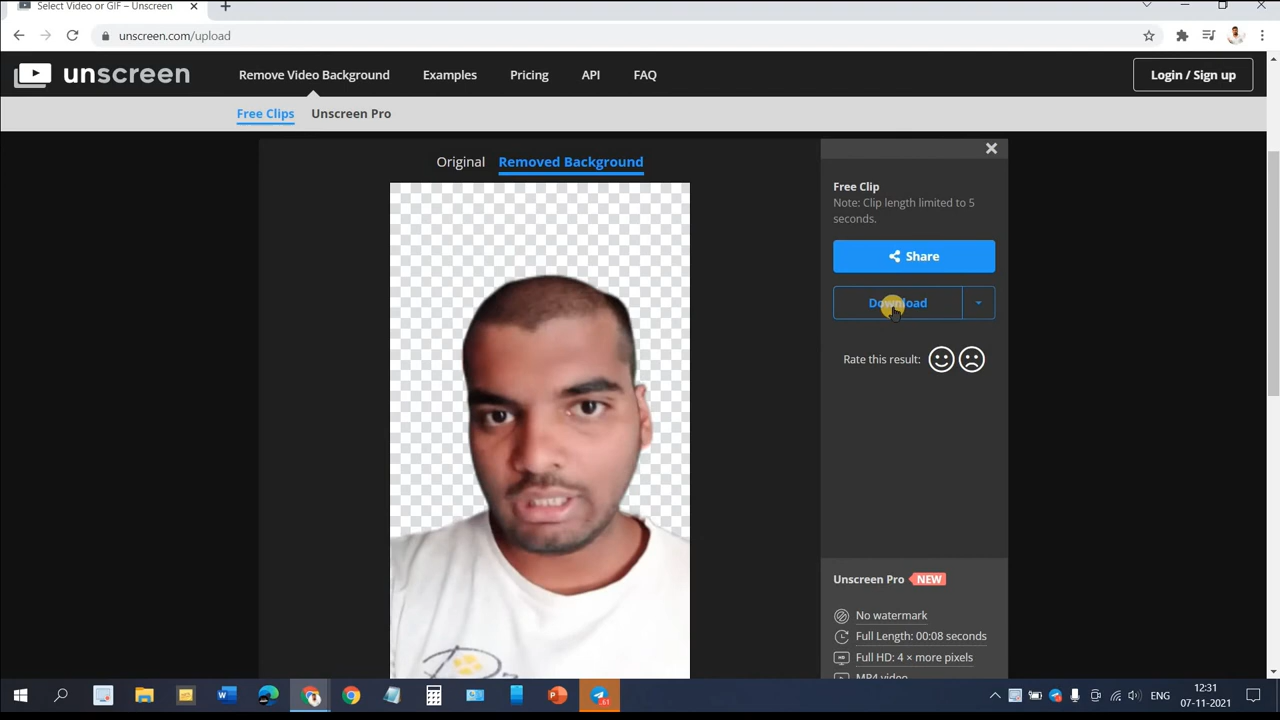 Select Video or GIF – Unscreen
unscreen.com/upload
unscreen
Remove Video Background
Examples
Pricing
API
FAQ
Login / Sign up
Free Clips
Unscreen Pro
Original
Removed Background
Free Clip
Note: Clip length limited to 5
seconds.
Share
Download
Rate this result:
Unscreen Pro
NEW
No watermark
Full Length: 00:08 seconds
Full HD: 4 × more pixels
MP4 video
ENG
12:31
07-11-2021